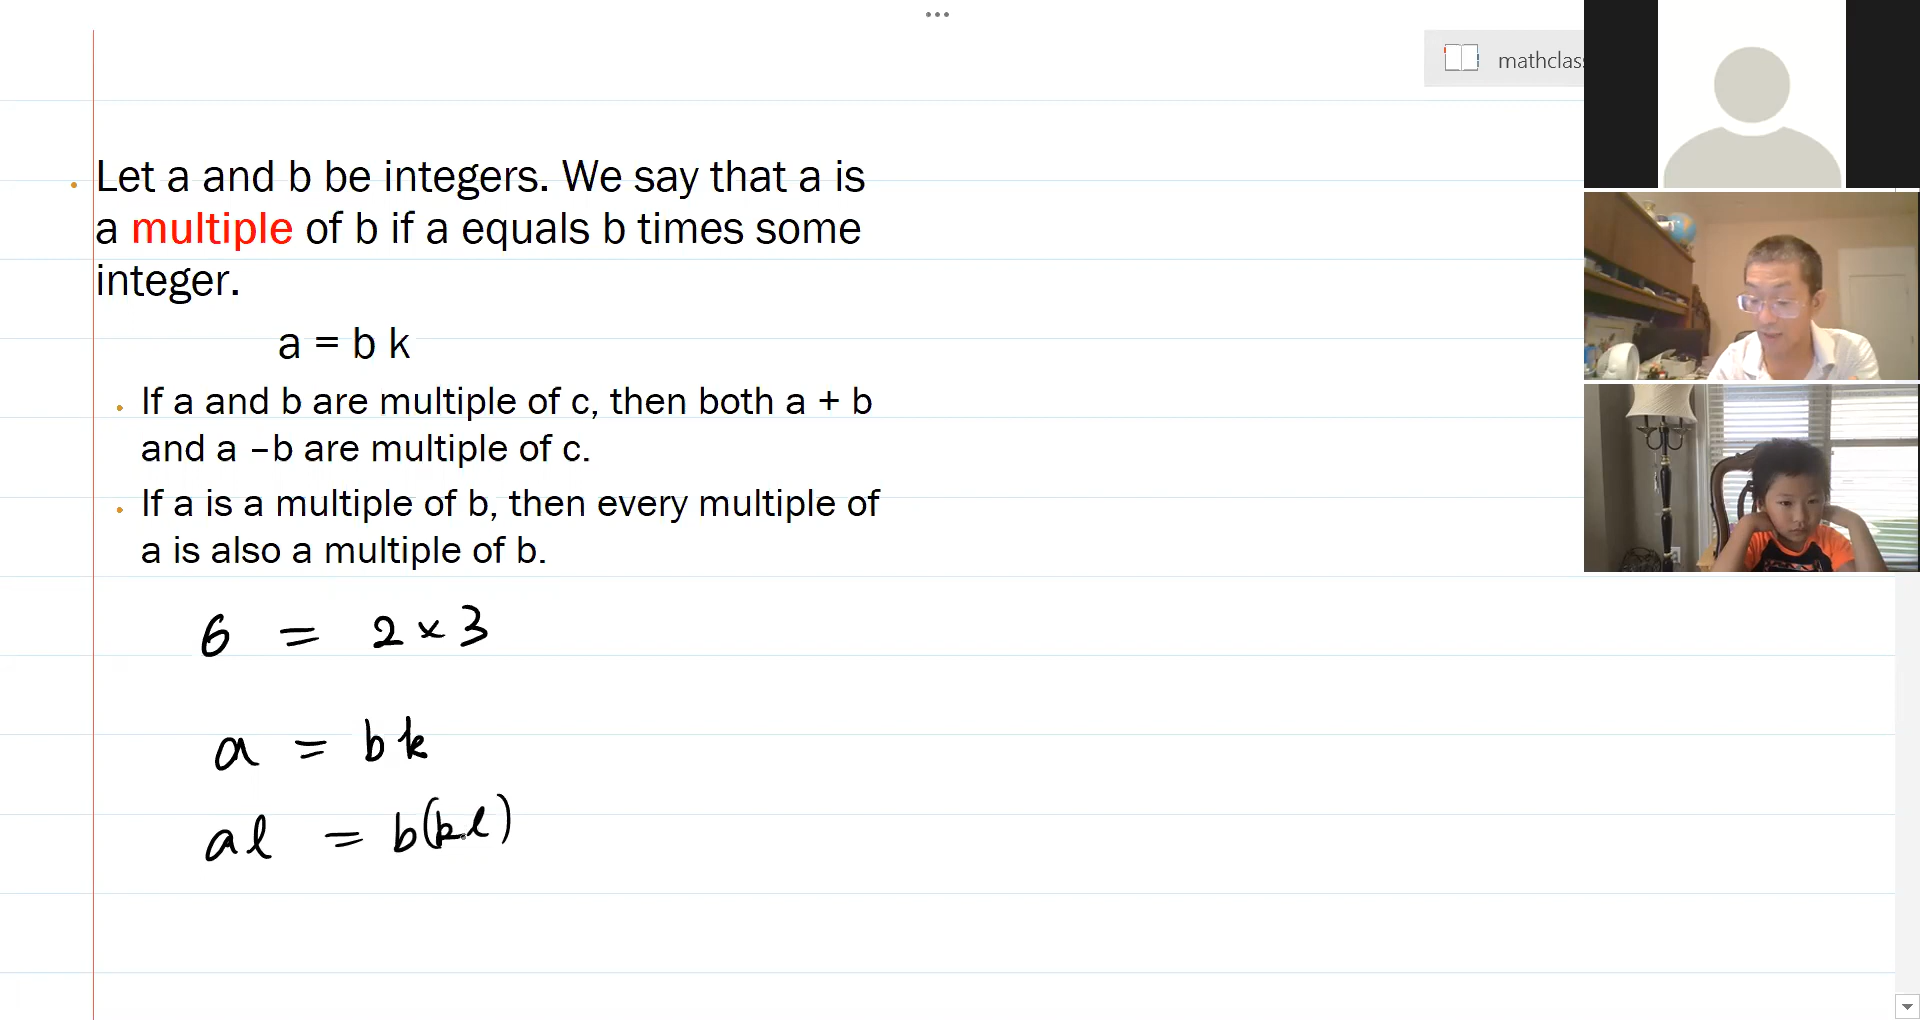 mathclas
Let a and b be integers. We say that a is
a multiple of b if a equals b times some
integer.
a = b k
If a and b are multiple of c, then both a + b
and a –b are multiple of c.
If a is a multiple of b, then every multiple of
a is also a multiple of b.
6 = 2 × 3
a = bk
al = b(kl)